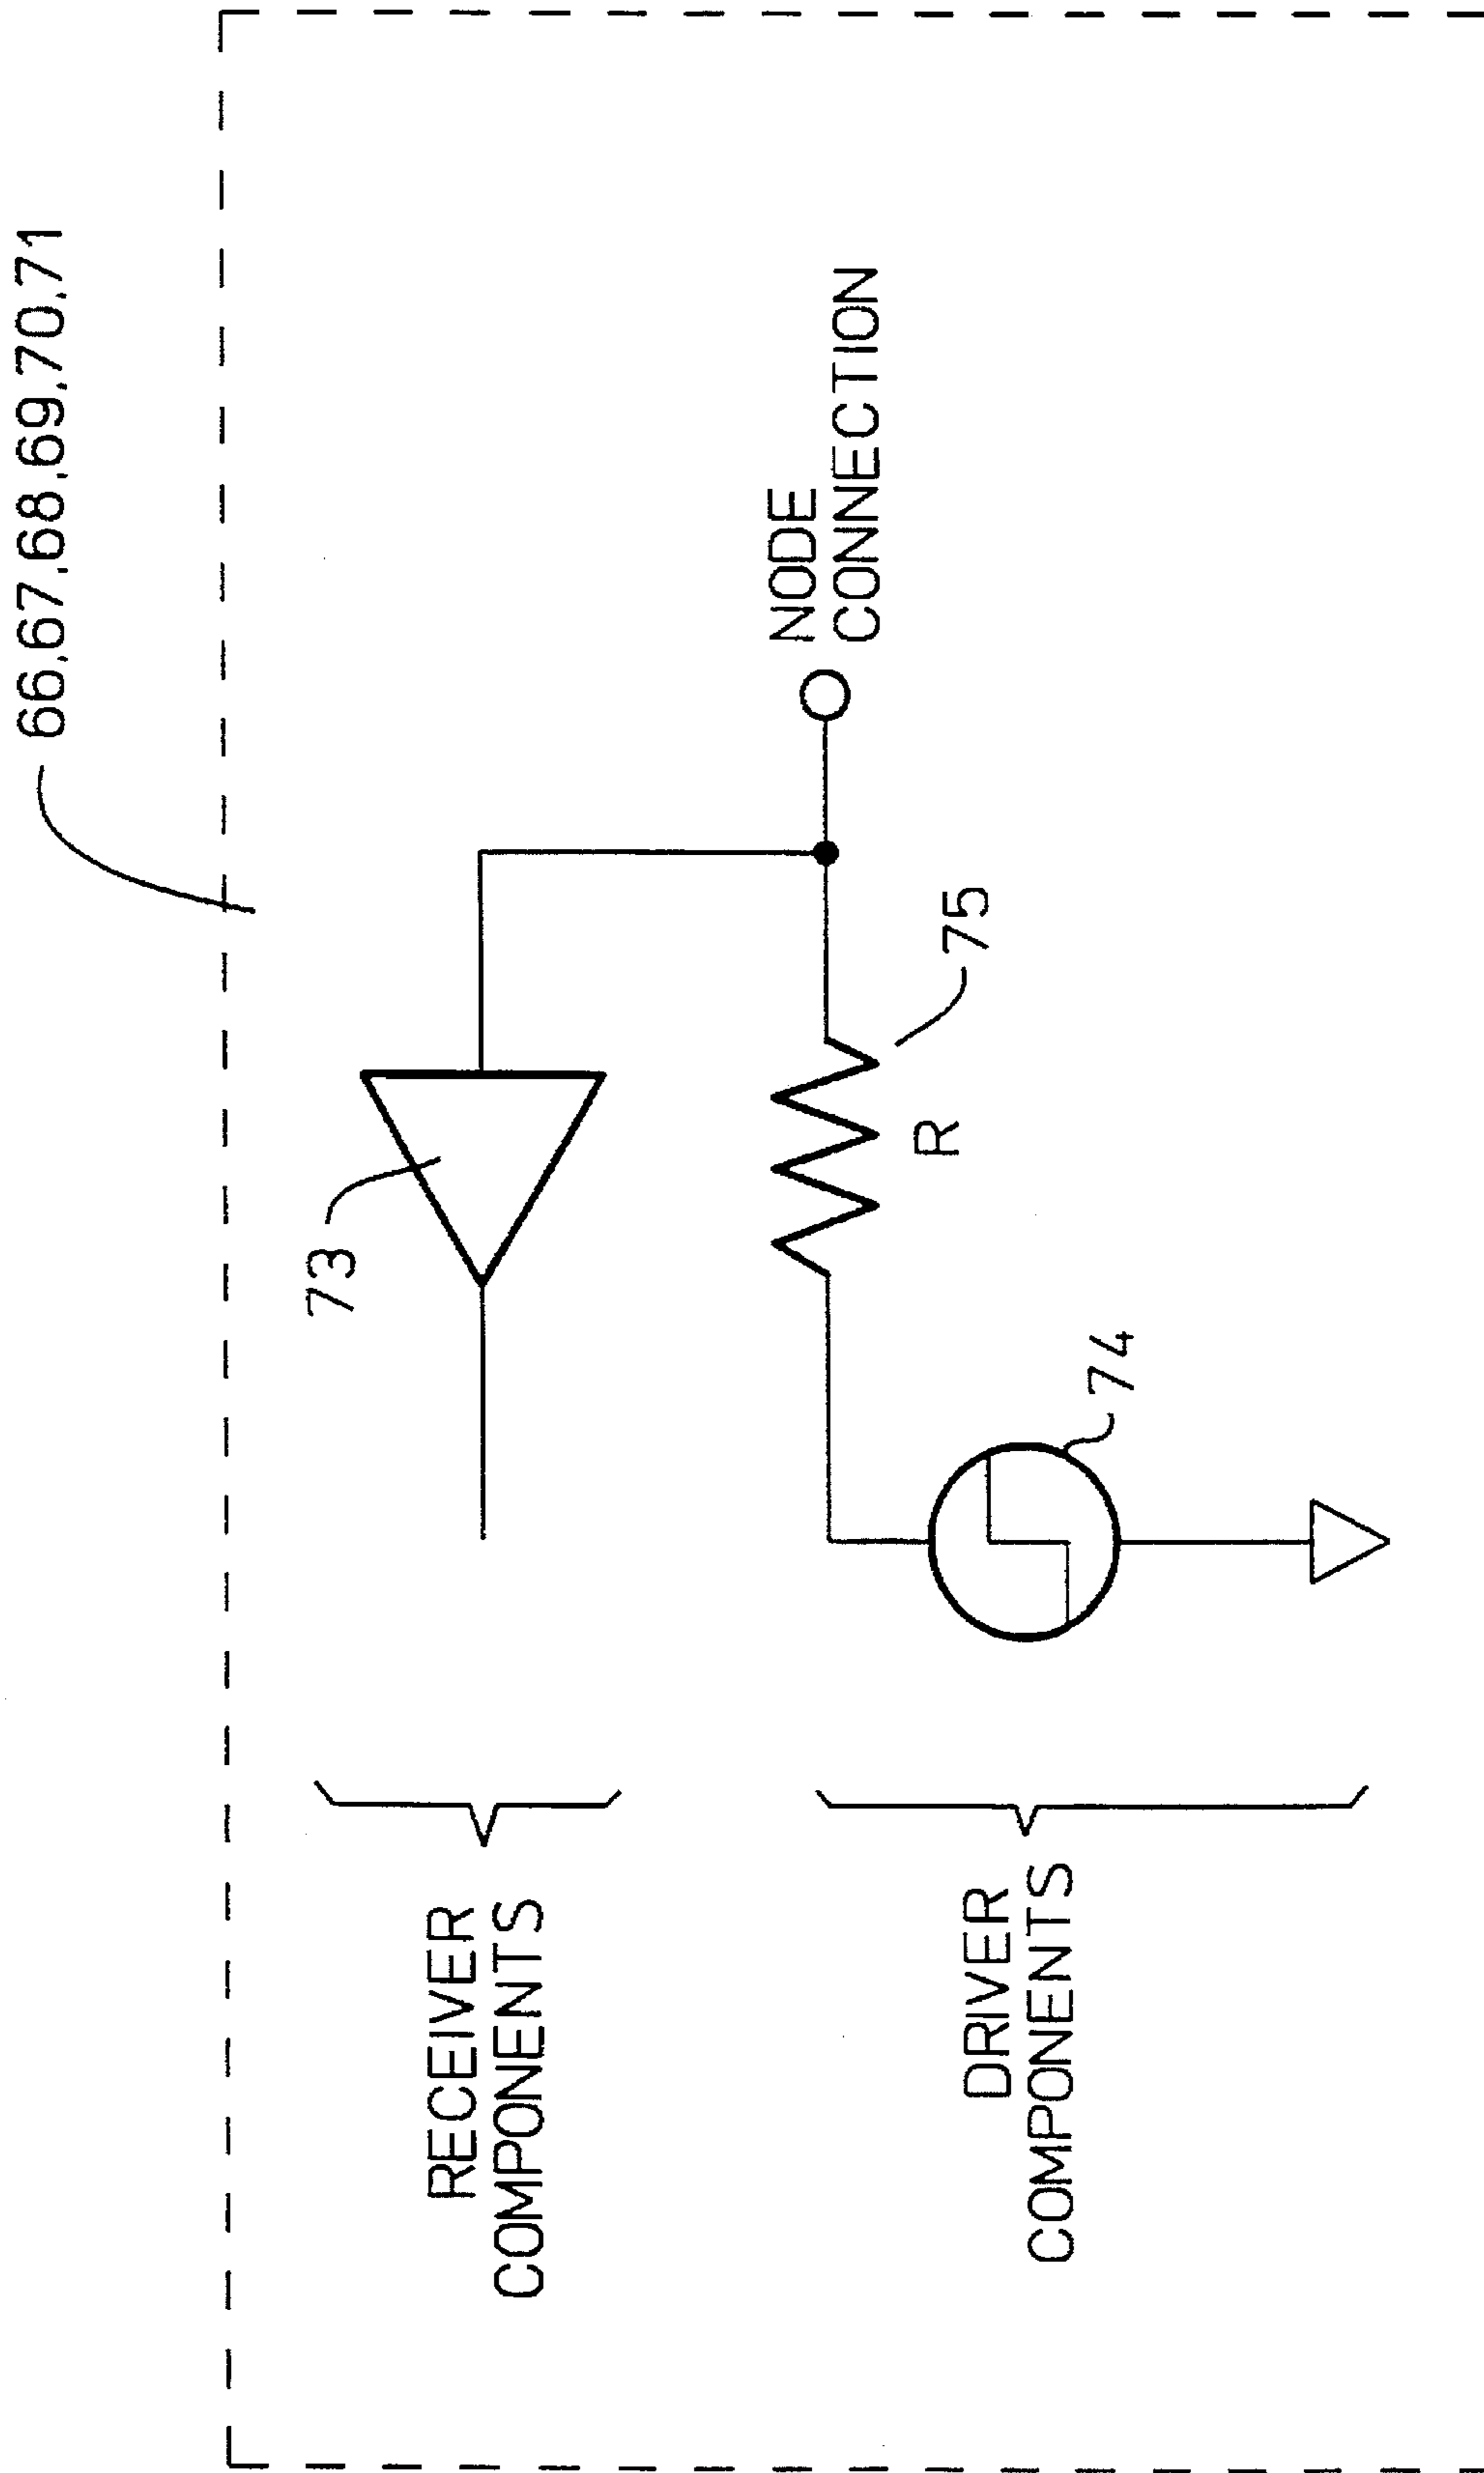 66,67,68,69,70,71
RECEIVER
COMPONENTS
73
NODE
CONNECTION
75
R
74
DRIVER
COMPONENTS